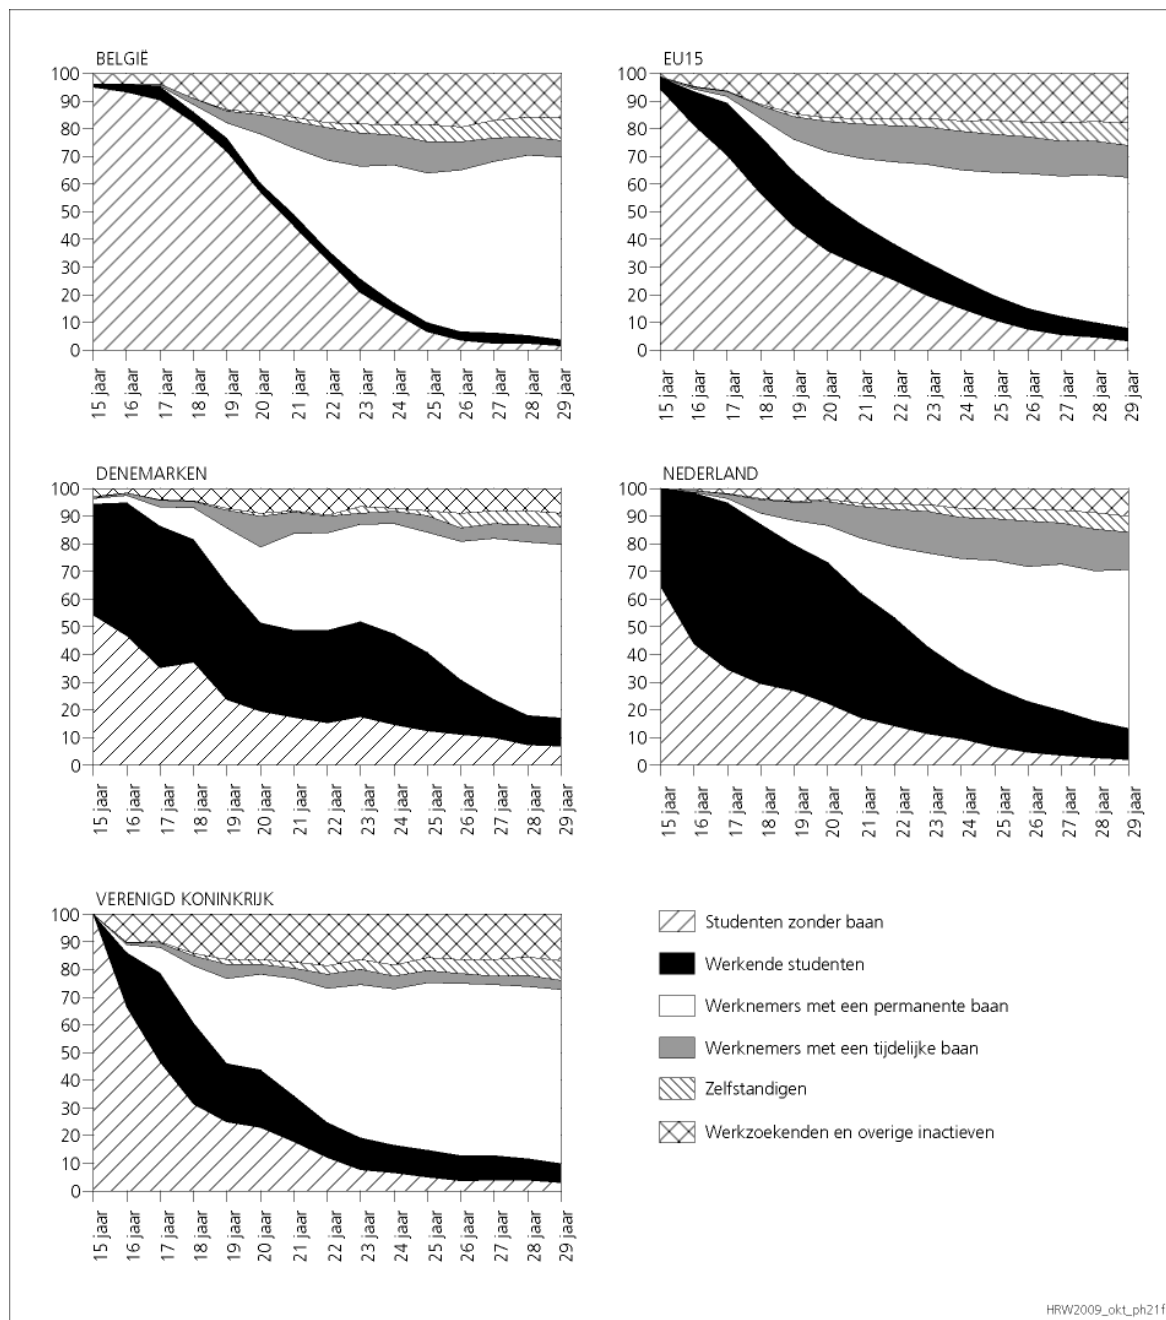 BELGIË
100
90
80
70
60
50
40
30
20
10
0
15 jaar
16 jaar
17 jaar
18 jaar
19 jaar
20 jaar
21 jaar
22 jaar
23 jaar
24 jaar
25 jaar
26 jaar
27 jaar
28 jaar
29 jaar
EU15
100
90
80
70
60
50
40
30
20
10
0
15 jaar
16 jaar
17 jaar
18 jaar
19 jaar
20 jaar
21 jaar
22 jaar
23 jaar
24 jaar
25 jaar
26 jaar
27 jaar
28 jaar
29 jaar
DENEMARKEN
100
90
80
70
60
50
40
30
20
10
0
15 jaar
16 jaar
17 jaar
18 jaar
19 jaar
20 jaar
21 jaar
22 jaar
23 jaar
24 jaar
25 jaar
26 jaar
27 jaar
28 jaar
29 jaar
NEDERLAND
100
90
80
70
60
50
40
30
20
10
0
15 jaar
16 jaar
17 jaar
18 jaar
19 jaar
20 jaar
21 jaar
22 jaar
23 jaar
24 jaar
25 jaar
26 jaar
27 jaar
28 jaar
29 jaar
VERENIGD KONINKRIJK
100
90
80
70
60
50
40
30
20
10
0
15 jaar
16 jaar
17 jaar
18 jaar
19 jaar
20 jaar
21 jaar
22 jaar
23 jaar
24 jaar
25 jaar
26 jaar
27 jaar
28 jaar
29 jaar
Studenten zonder baan
Werkende studenten
Werknemers met een permanente baan
Werknemers met een tijdelijke baan
Zelfstandigen
Werkzoekenden en overige inactieven
HRW2009_okt_ph21f